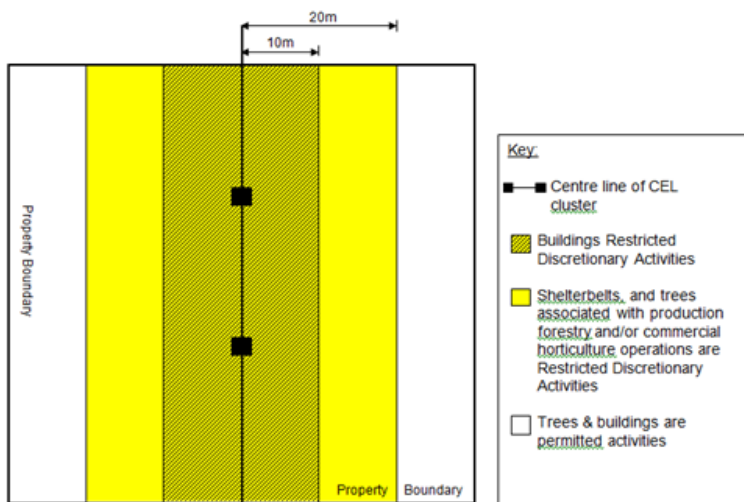 20m
10m
Property Boundary
Property Boundary
Key:
Centre line of CEL
cluster
Buildings Restricted
Discretionary Activities
Shelterbelts, and trees
associated with production
forestry and/or commercial
horticulture operations are
Restricted Discretionary
Activities
Trees & buildings are
permitted activities